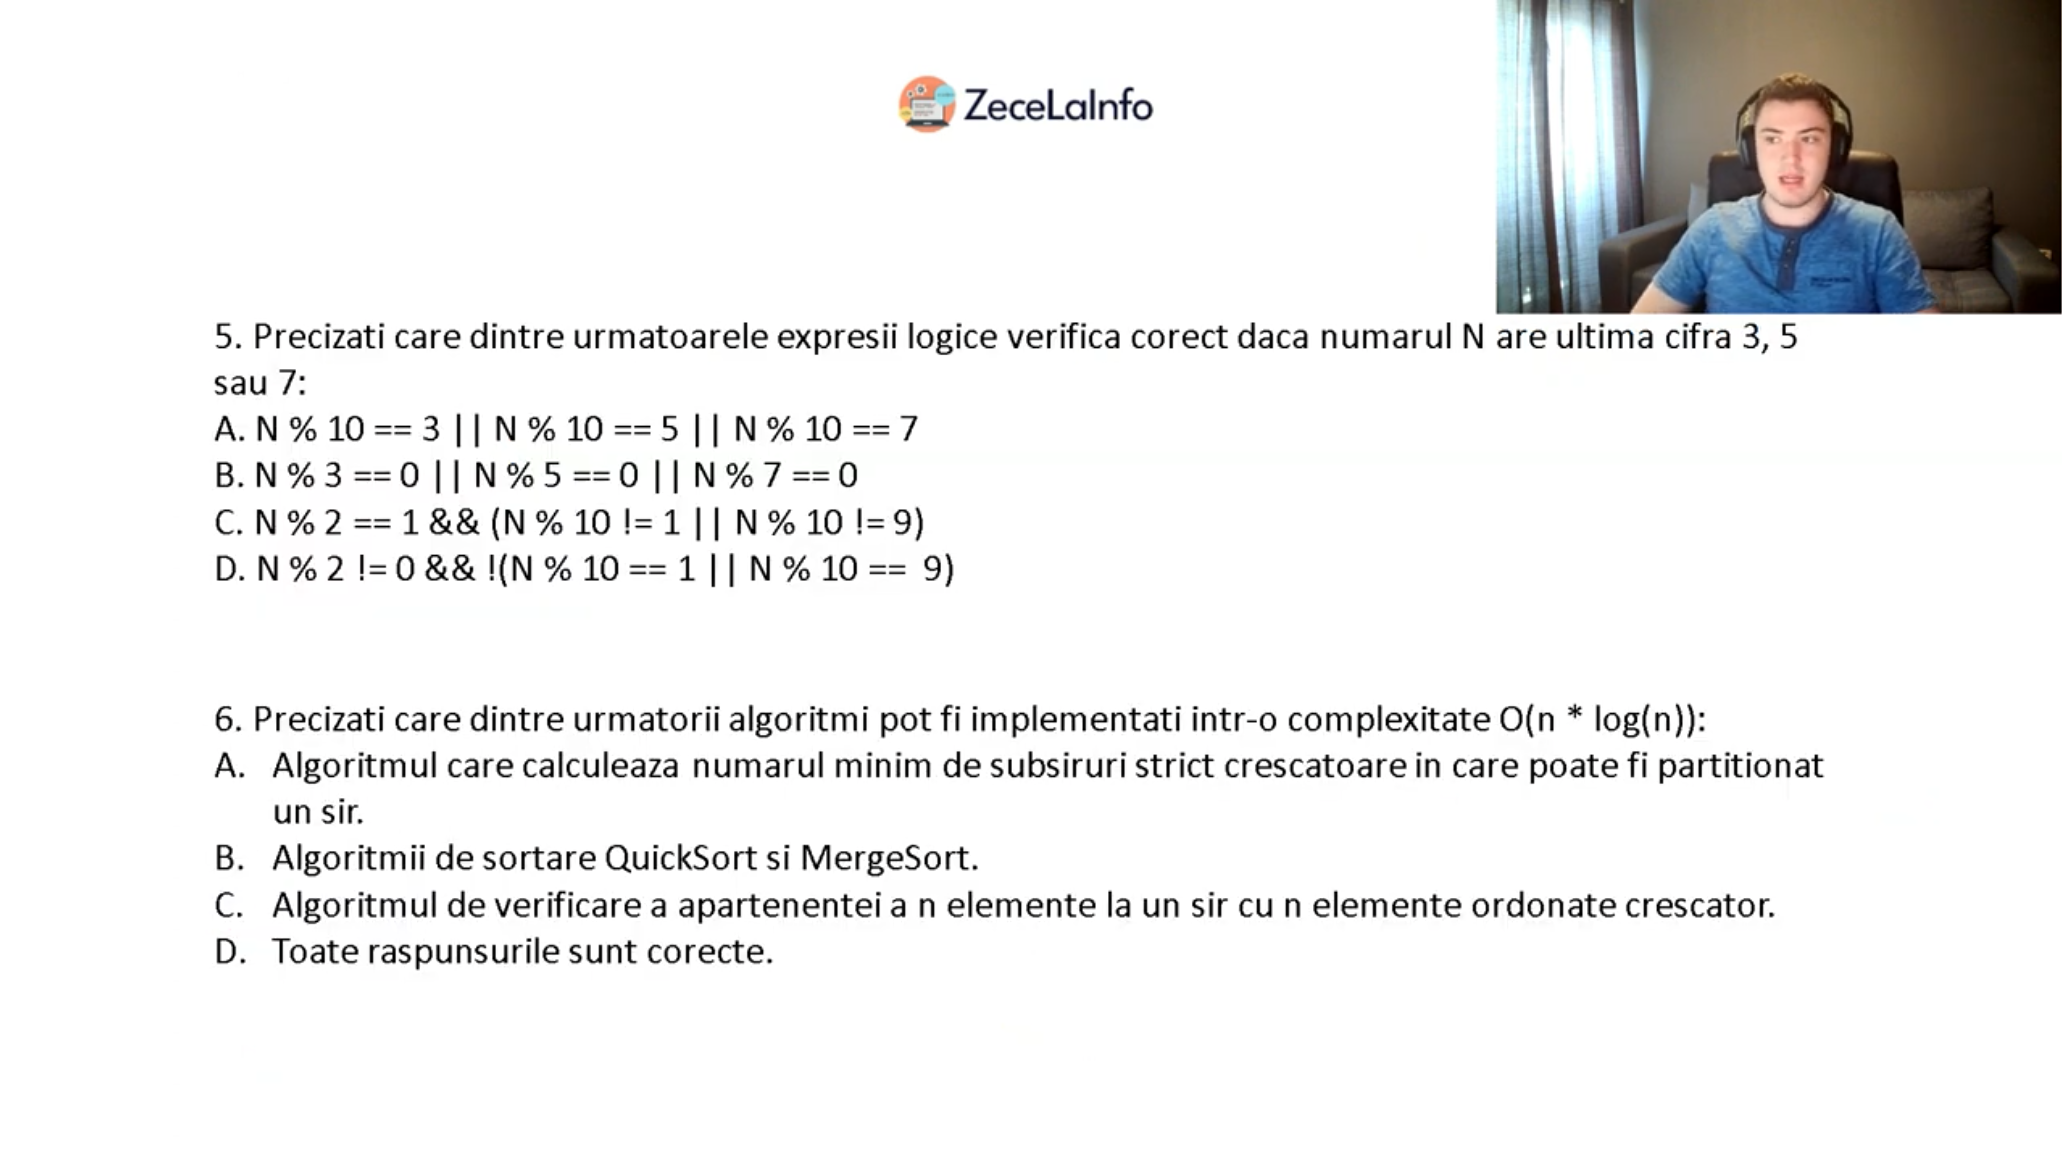 ZeceLaInfo
5. Precizati care dintre urmatoarele expresii logice verifica corect daca numarul N are ultima cifra 3, 5
sau 7:
A. N % 10 == 3 || N % 10 == 5 || N % 10 == 7
B. N % 3 == 0 || N % 5 == 0 || N % 7 == 0
C. N % 2 == 1 && (N % 10 != 1 || N % 10 != 9)
D. N % 2 != 0 && !(N % 10 == 1 || N % 10 == 9)
6. Precizati care dintre urmatorii algoritmi pot fi implementati intr-o complexitate O(n * log(n)):
A. Algoritmul care calculeaza numarul minim de subsiruri strict crescatoare in care poate fi partitionat
un sir.
B. Algoritmii de sortare QuickSort si MergeSort.
C. Algoritmul de verificare a apartenentei a n elemente la un sir cu n elemente ordonate crescator.
D. Toate raspunsurile sunt corecte.